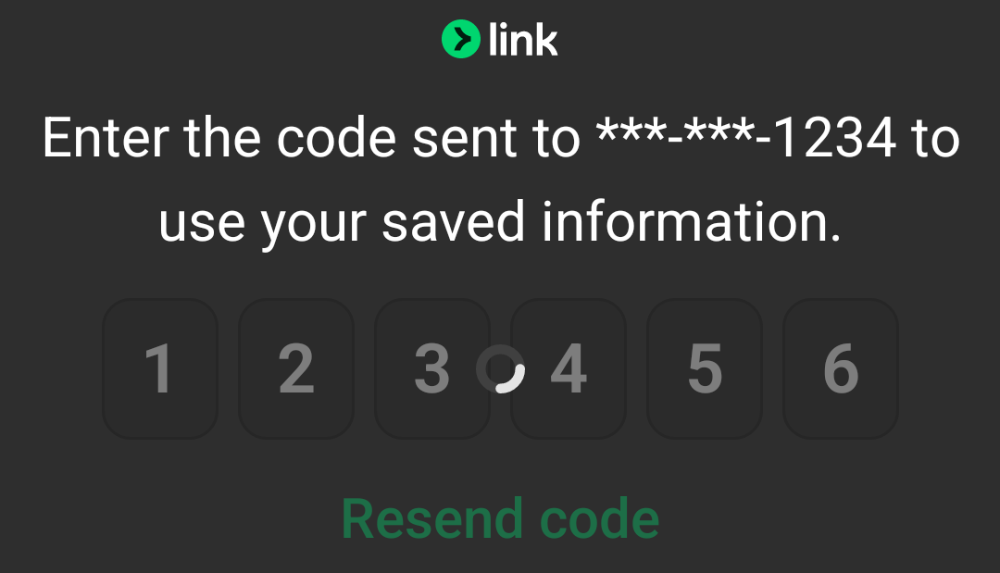 link
Enter the code sent to ***-***-1234 to
use your saved information.
1 2 3 4 5 6
Resend code